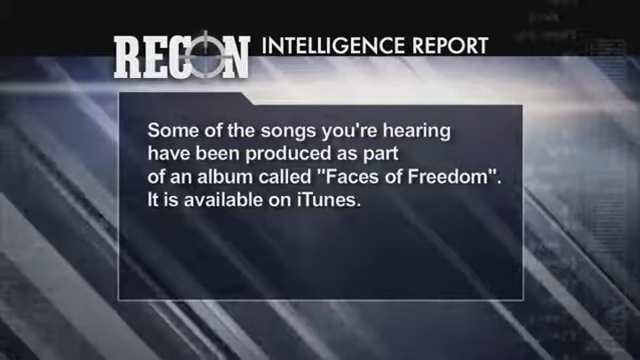 RECON INTELLIGENCE REPORT
Some of the songs you're hearing
have been produced as part
of an album called "Faces of Freedom".
It is available on iTunes.